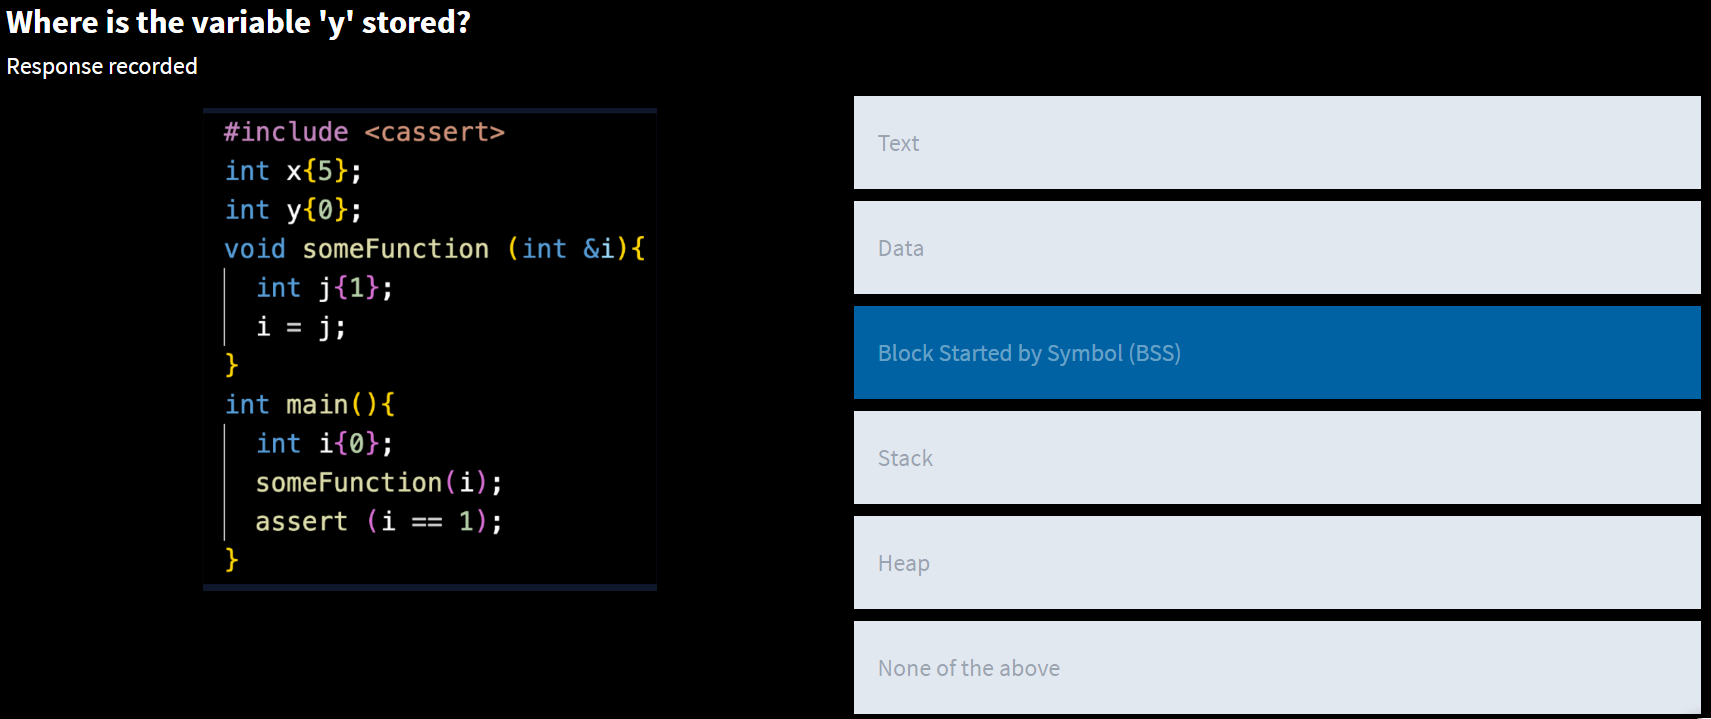 Where is the variable 'y' stored?
Response recorded
#include <cassert>
int x{5};
int y{0};
void someFunction (int &i){
int j{1};
i = j;
}
int main(){
int i{0};
someFunction(i);
assert (i == 1);
}
Text
Data
Block Started by Symbol (BSS)
Stack
Heap
None of the above